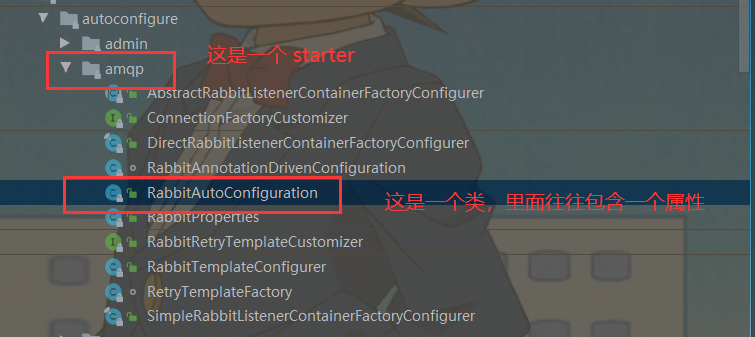 autoconfigure
admin
这是一个 starter
amqp
AbstractRabbitListenerContainerFactoryConfigurer
ConnectionFactoryCustomizer
DirectRabbitListenerContainerFactoryConfigurer
RabbitAnnotationDrivenConfiguration
RabbitAutoConfiguration
这是一个类，里面往往包含一个属性
RabbitProperties
RabbitRetryTemplateCustomizer
RabbitTemplateConfigurer
RetryTemplateFactory
SimpleRabbitListenerContainerFactoryConfigurer